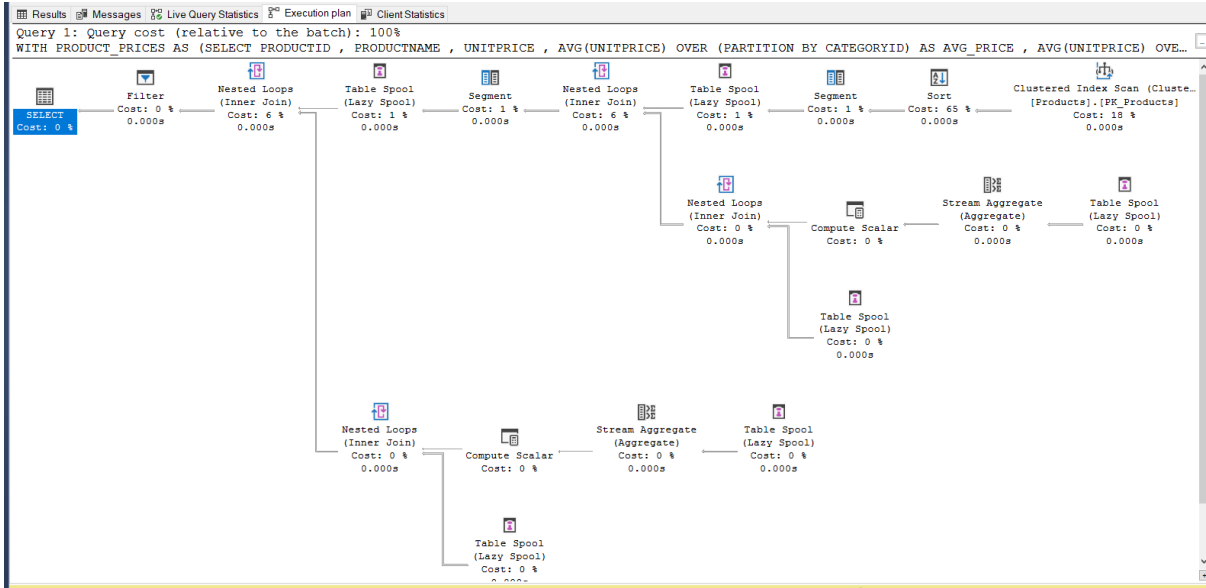 Results Messages Live Query Statistics Execution plan Client Statistics
Query 1: Query cost (relative to the batch): 100%
WITH PRODUCT_PRICES AS (SELECT PRODUCTID , PRODUCTNAME , UNITPRICE , AVG(UNITPRICE) OVER (PARTITION BY CATEGORYID) AS AVG_PRICE , AVG(UNITPRICE) OVE...
SELECT
Cost: 0 %
Filter
Cost: 0 %
0.000s
Nested Loops
(Inner Join)
Cost: 6 %
0.000s
Table Spool
(Lazy Spool)
Cost: 1 %
0.000s
Segment
Cost: 1 %
0.000s
Nested Loops
(Inner Join)
Cost: 6 %
0.000s
Table Spool
(Lazy Spool)
Cost: 1 %
0.000s
Segment
Cost: 1 %
0.000s
Sort
Cost: 65 %
0.000s
Clustered Index Scan (Cluste...
[Products].[PK_Products]
Cost: 18 %
0.000s
Nested Loops
(Inner Join)
Cost: 0 %
0.000s
Compute Scalar
Cost: 0 %
Stream Aggregate
(Aggregate)
Cost: 0 %
0.000s
Table Spool
(Lazy Spool)
Cost: 0 %
0.000s
Table Spool
(Lazy Spool)
Cost: 0 %
0.000s
Nested Loops
(Inner Join)
Cost: 0 %
0.000s
Compute Scalar
Cost: 0 %
Stream Aggregate
(Aggregate)
Cost: 0 %
0.000s
Table Spool
(Lazy Spool)
Cost: 0 %
0.000s
Table Spool
(Lazy Spool)
Cost: 0 %